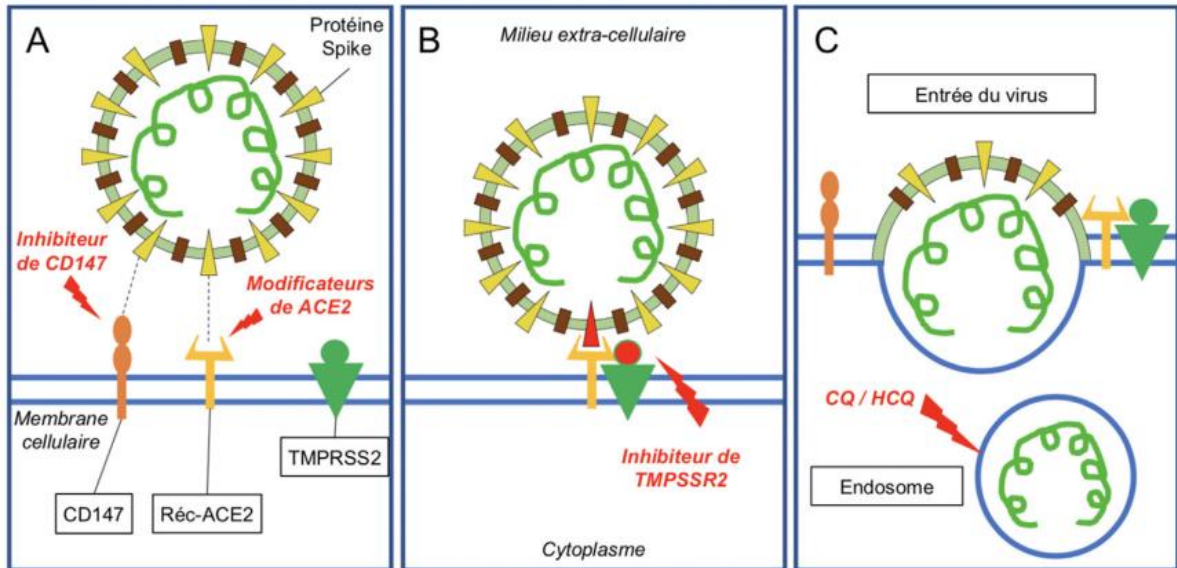 A
Protéine
Spike
Inhibiteur
de CD147
Modificateurs
de ACE2
Membrane
cellulaire
TMPRSS2
CD147
Réc-ACE2
B
Milieu extra-cellulaire
Inhibiteur de
TMPSSR2
Cytoplasme
C
Entrée du virus
CQ / HCQ
Endosome